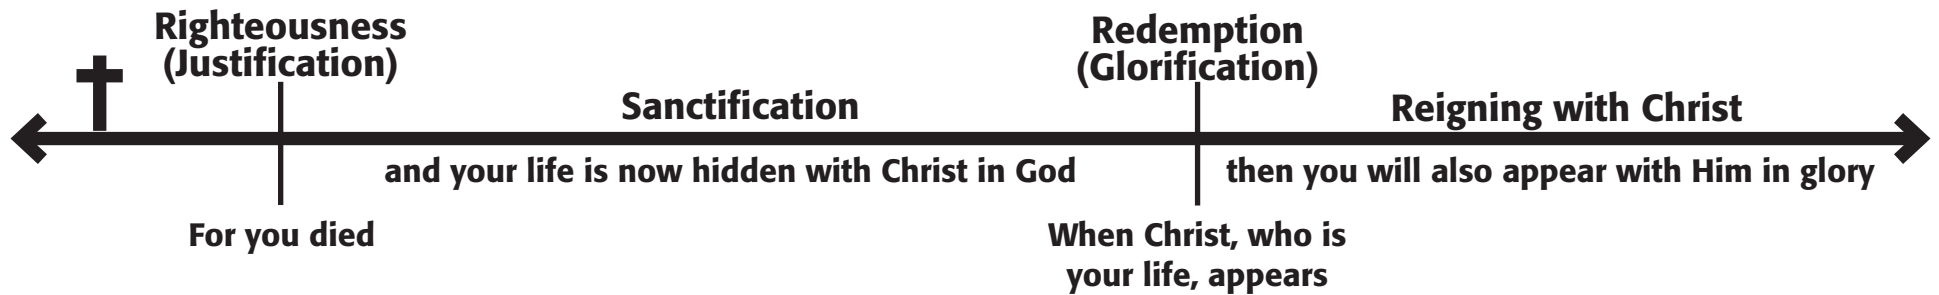 Righteousness
(Justification)
Redemption
(Glorification)
Sanctification
Reigning with Christ
and your life is now hidden with Christ in God
then you will also appear with Him in glory
For you died
When Christ, who is
your life, appears